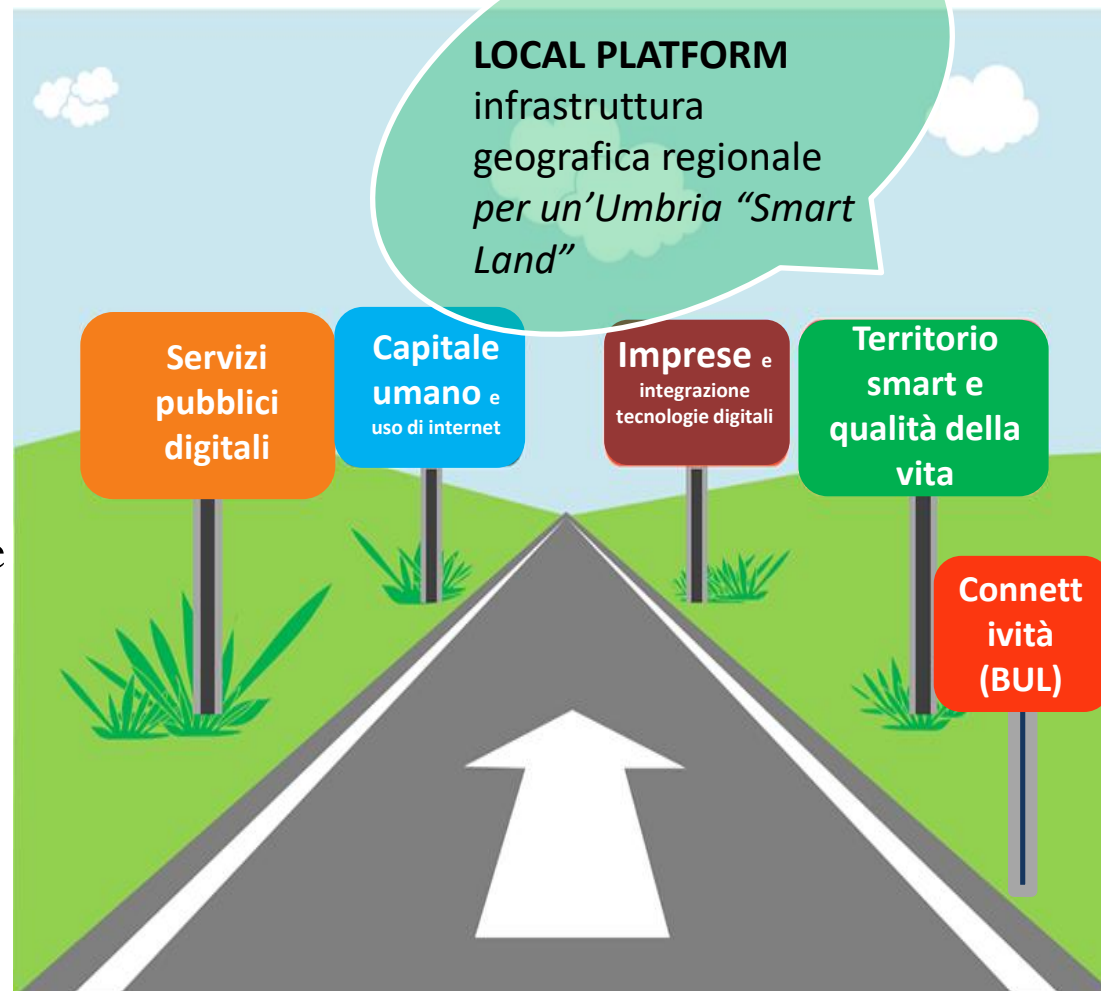 LOCAL PLATFORM
infrastruttura
geografica regionale
per un’Umbria “Smart
Land”
Servizi
pubblici
digitali
Capitale
umano e
uso di internet
Imprese e
integrazione
tecnologie digitali
Territorio
smart e
qualità della
vita
e
Connett
ività
(BUL)